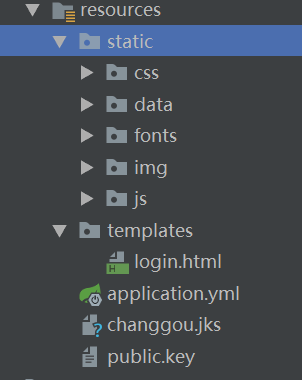 resources
static
css
data
fonts
img
js
templates
login.html
application.yml
changgou.jks
public.key